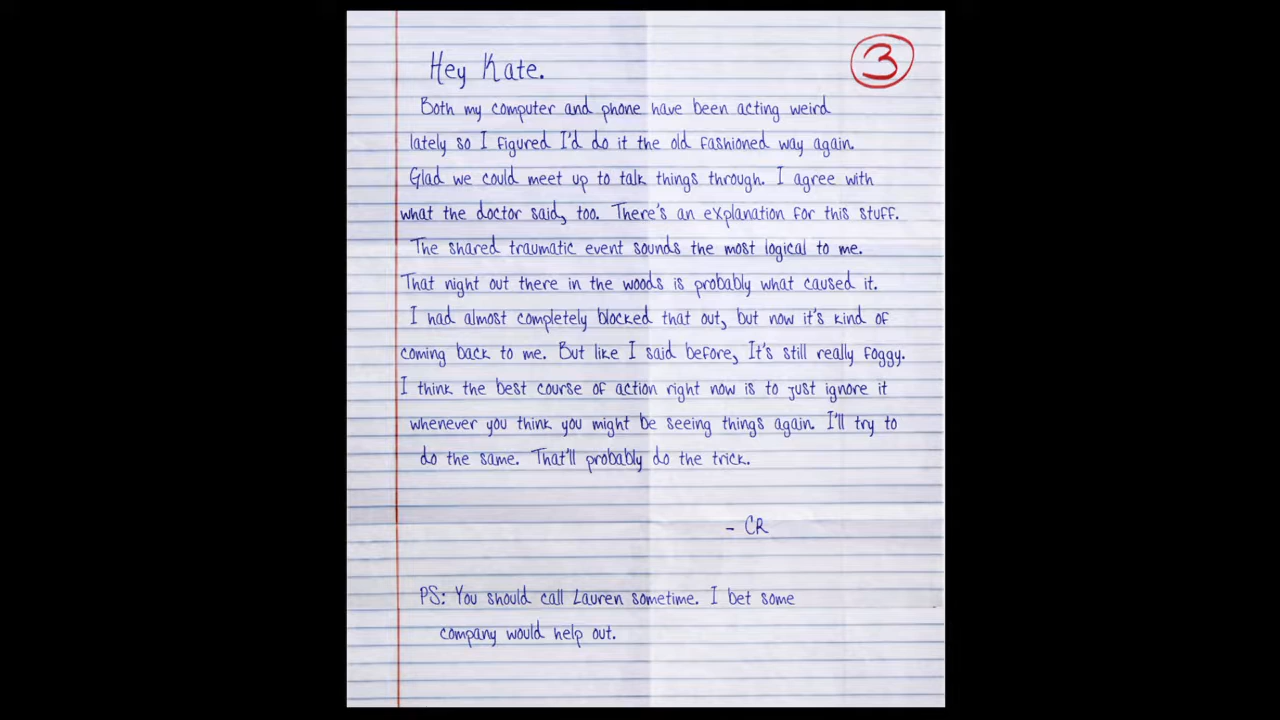 3
Hey Kate.
Both my computer and phone have been acting weird
lately so I figured I'd do it the old fashioned way again.
Glad we could meet up to talk things through. I agree with
what the doctor said, too. There's an explanation for this stuff.
The shared traumatic event sounds the most logical to me.
That night out there in the woods is probably what caused it.
I had almost completely blocked that out, but now it's kind of
coming back to me. But like I said before, It's still really foggy.
I think the best course of action right now is to just ignore it
whenever you think you might be seeing things again. I'll try to
do the same. That'll probably do the trick.
- CR
PS: You should call Lauren sometime. I bet some
company would help out.